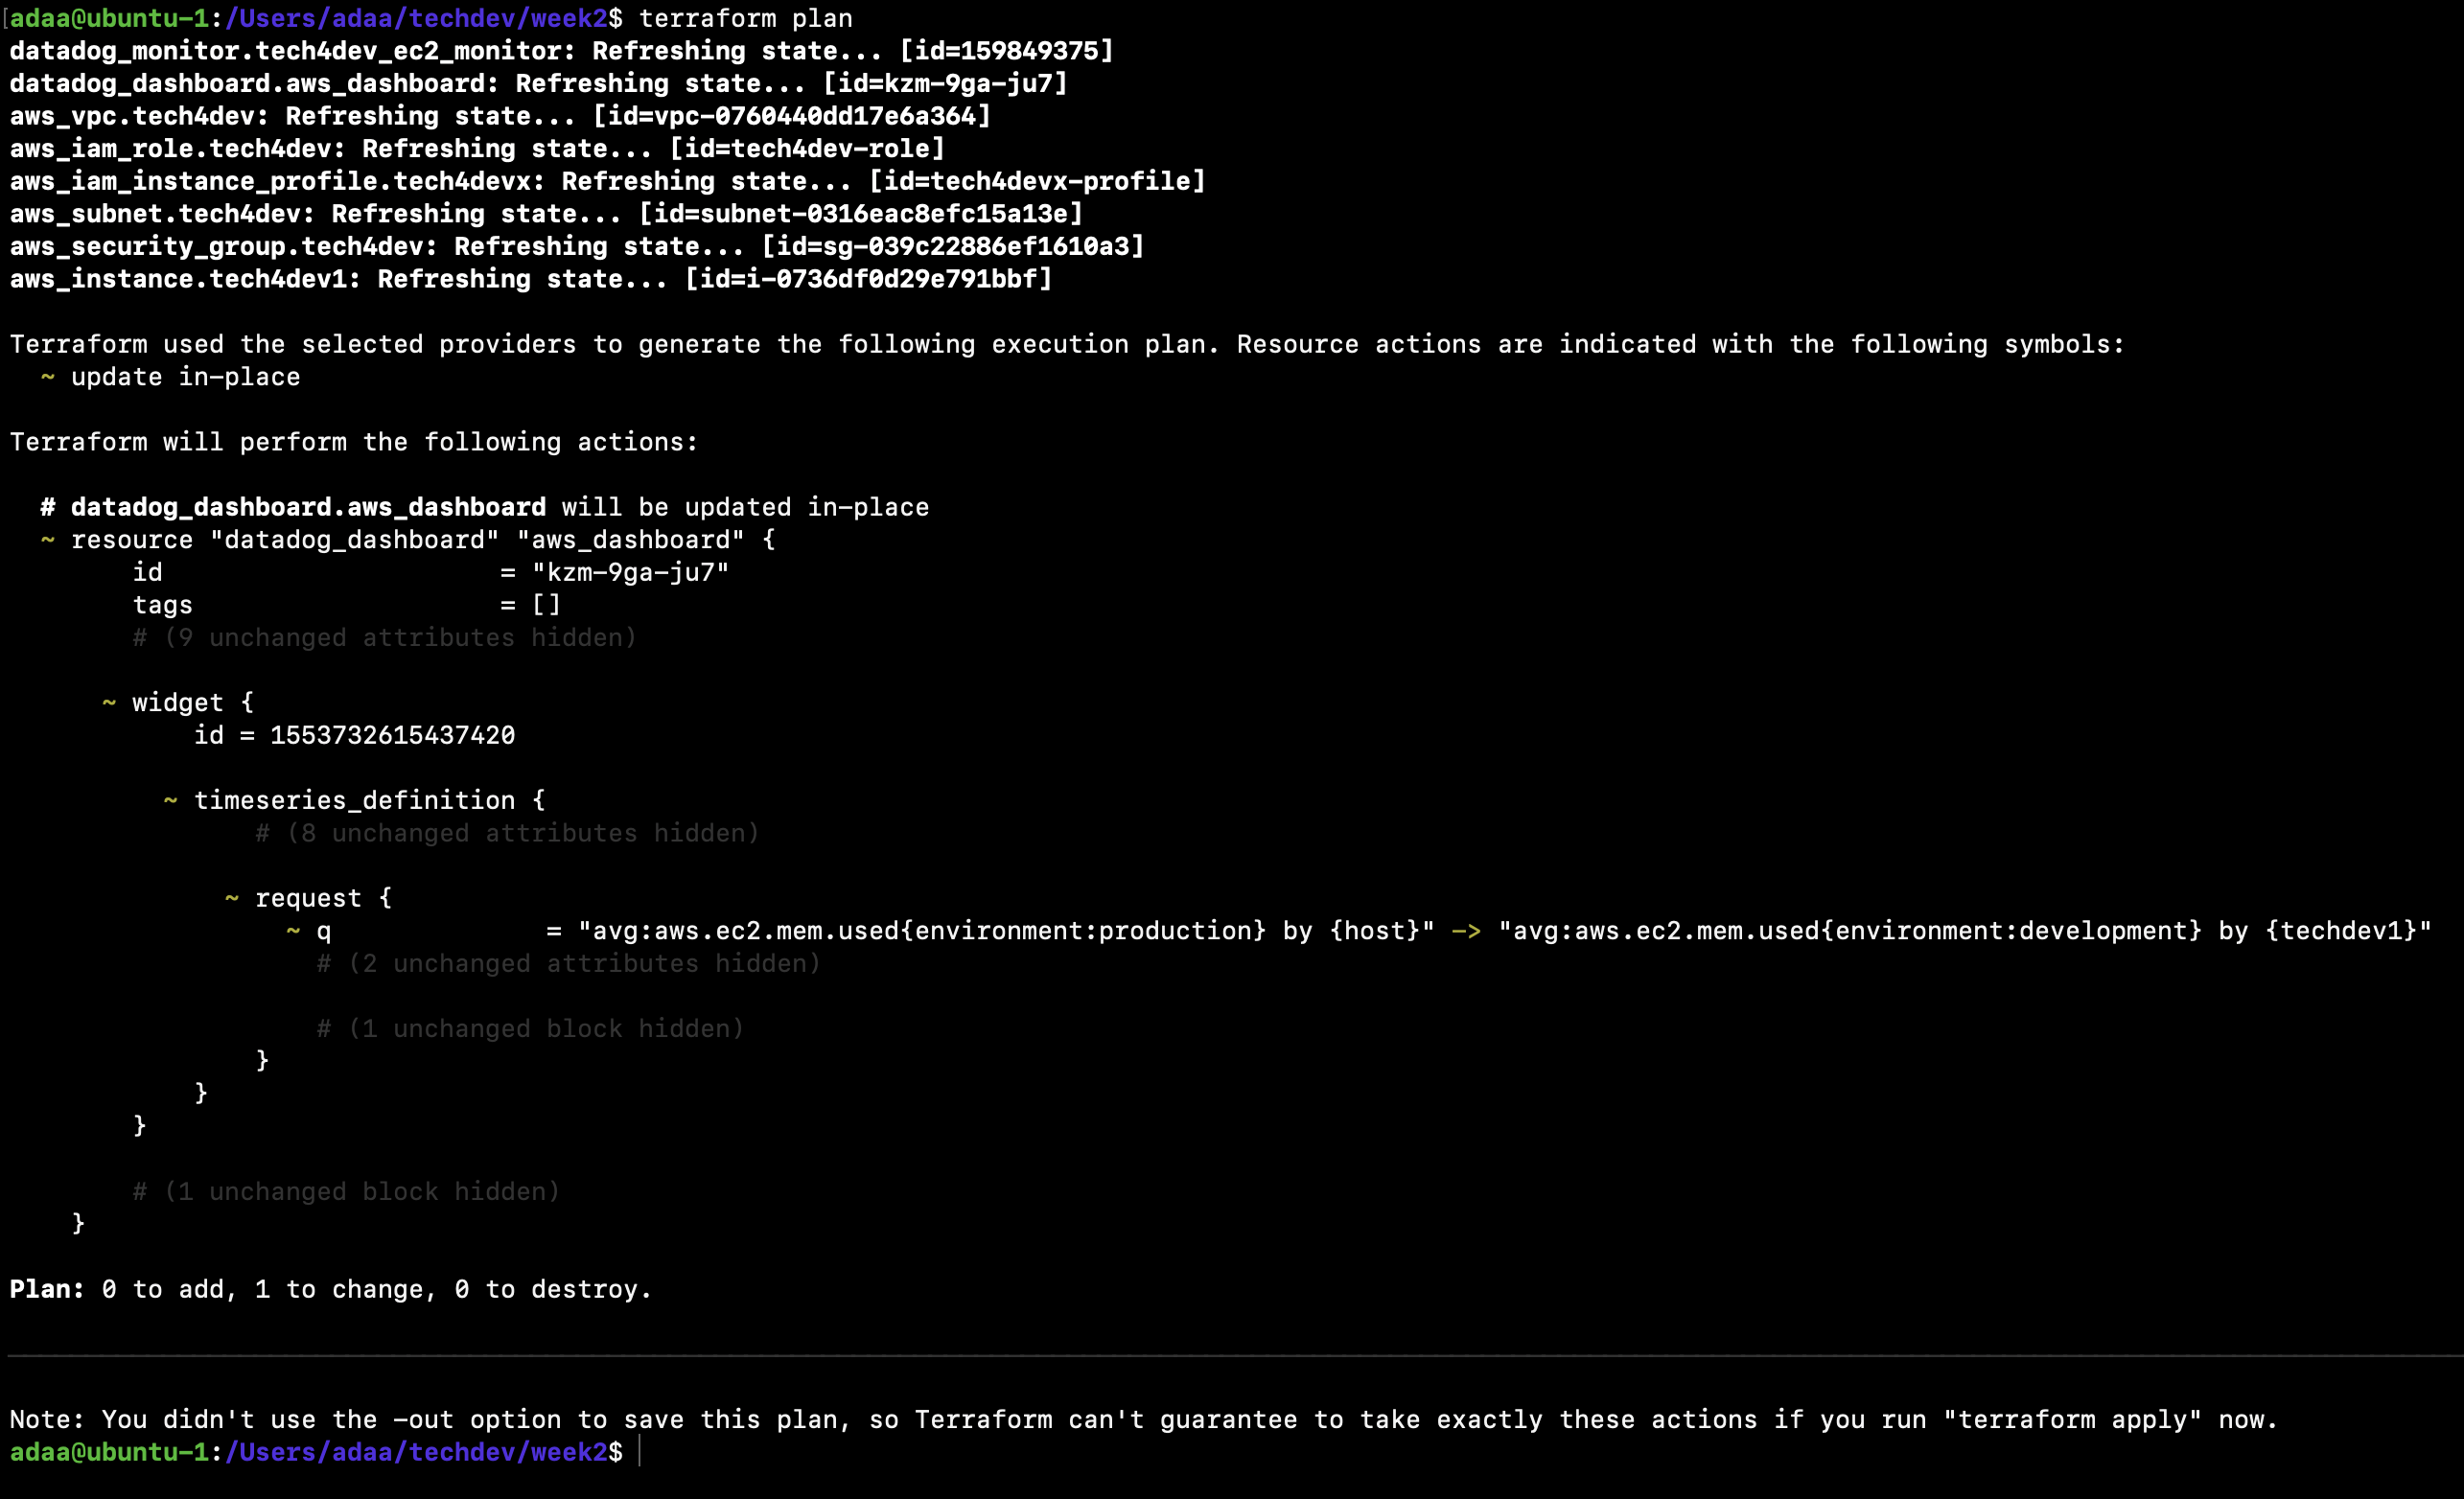 [adaa@ubuntu-1:/Users/adaa/techdev/week2$ terraform plan
datadog_monitor.tech4dev_ec2_monitor: Refreshing state... [id=159849375]
datadog_dashboard.aws_dashboard: Refreshing state... [id=kzm-9ga-ju7]
aws_vpc.tech4dev: Refreshing state... [id=vpc-0760440dd17e6a364]
aws_iam_role.tech4dev: Refreshing state... [id=tech4dev-role]
aws_iam_instance_profile.tech4devx: Refreshing state... [id=tech4devx-profile]
aws_subnet.tech4dev: Refreshing state... [id=subnet-0316eac8efc15a13e]
aws_security_group.tech4dev: Refreshing state... [id=sg-039c22886ef1610a3]
aws_instance.tech4dev1: Refreshing state... [id=i-0736df0d29e791bbf]
Terraform used the selected providers to generate the following execution plan. Resource actions are indicated with the following symbols:
~ update in-place
Terraform will perform the following actions:
# datadog_dashboard.aws_dashboard will be updated in-place
~ resource "datadog_dashboard" "aws_dashboard" {
id = "kzm-9ga-ju7"
tags = []
# (9 unchanged attributes hidden)
~ widget {
id = 1553732615437420
~ timeseries_definition {
# (8 unchanged attributes hidden)
~ request {
~ q = "avg:aws.ec2.mem.used{environment:production} by {host}" -> "avg:aws.ec2.mem.used{environment:development} by {techdev1}"
# (2 unchanged attributes hidden)
# (1 unchanged block hidden)
}
}
}
# (1 unchanged block hidden)
}
Plan: 0 to add, 1 to change, 0 to destroy.
Note: You didn't use the -out option to save this plan, so Terraform can't guarantee to take exactly these actions if you run "terraform apply" now.
adaa@ubuntu-1:/Users/adaa/techdev/week2$